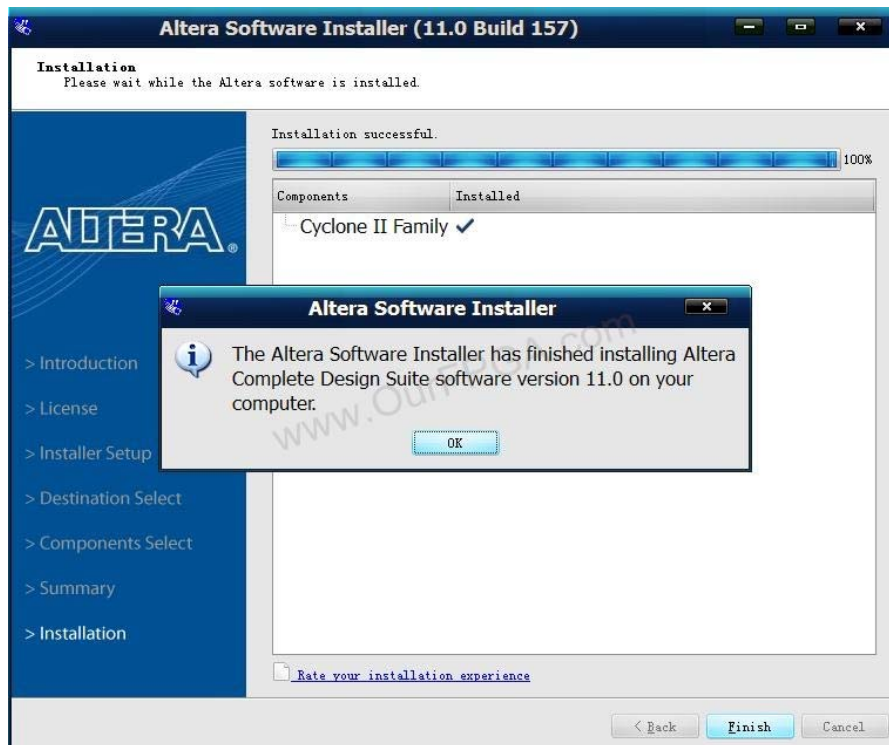 Altera Software Installer (11.0 Build 157)
Installation
Please wait while the Altera software is installed.
Installation successful.
100%
Components Installed
Cyclone II Family
ALTERA®
Altera Software Installer
The Altera Software Installer has finished installing Altera
Complete Design Suite software version 11.0 on your
computer.
www.OurFPGA.com
OK
> Introduction
> License
> Installer Setup
> Destination Select
> Components Select
> Summary
> Installation
Rate your installation experience
< Back Finish Cancel